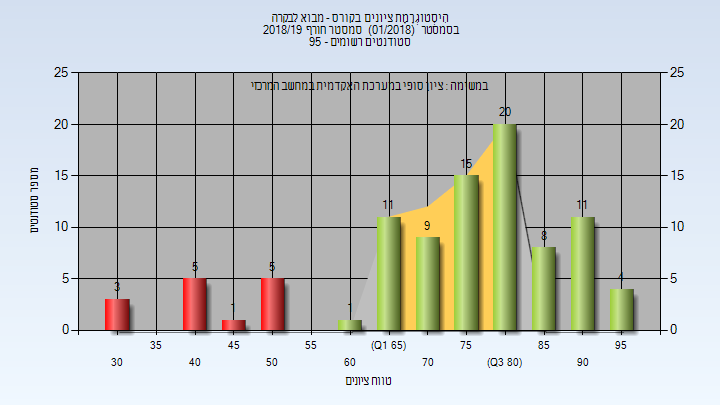 הִיסְטוֹגְרַמַת ציונים בקורס - מבוא לבקרה
בסמסטר (01/2018) סמסטר חורף 2018/19
סטודנטים רשומים - 95
במשימה : ציון סופי במערכת האקדמית במחשב המרכזי
מספר סטודנטים
25 25
20 20
15 15
10 10
5 5
0 0
3 5 1 5 1 11 9 15 20 8 11 4
35 45 55 (Q1 65) 75 85 95
30 40 50 60 70 (Q3 80) 90
טווח ציונים